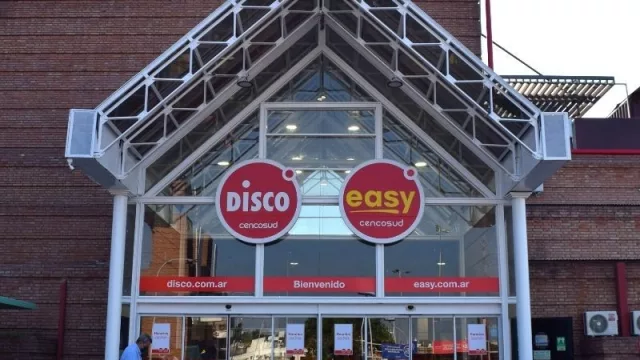 DISCO
cencosud
easy
cencosud
disco.com.ar
Bienvenido
easy.com.ar